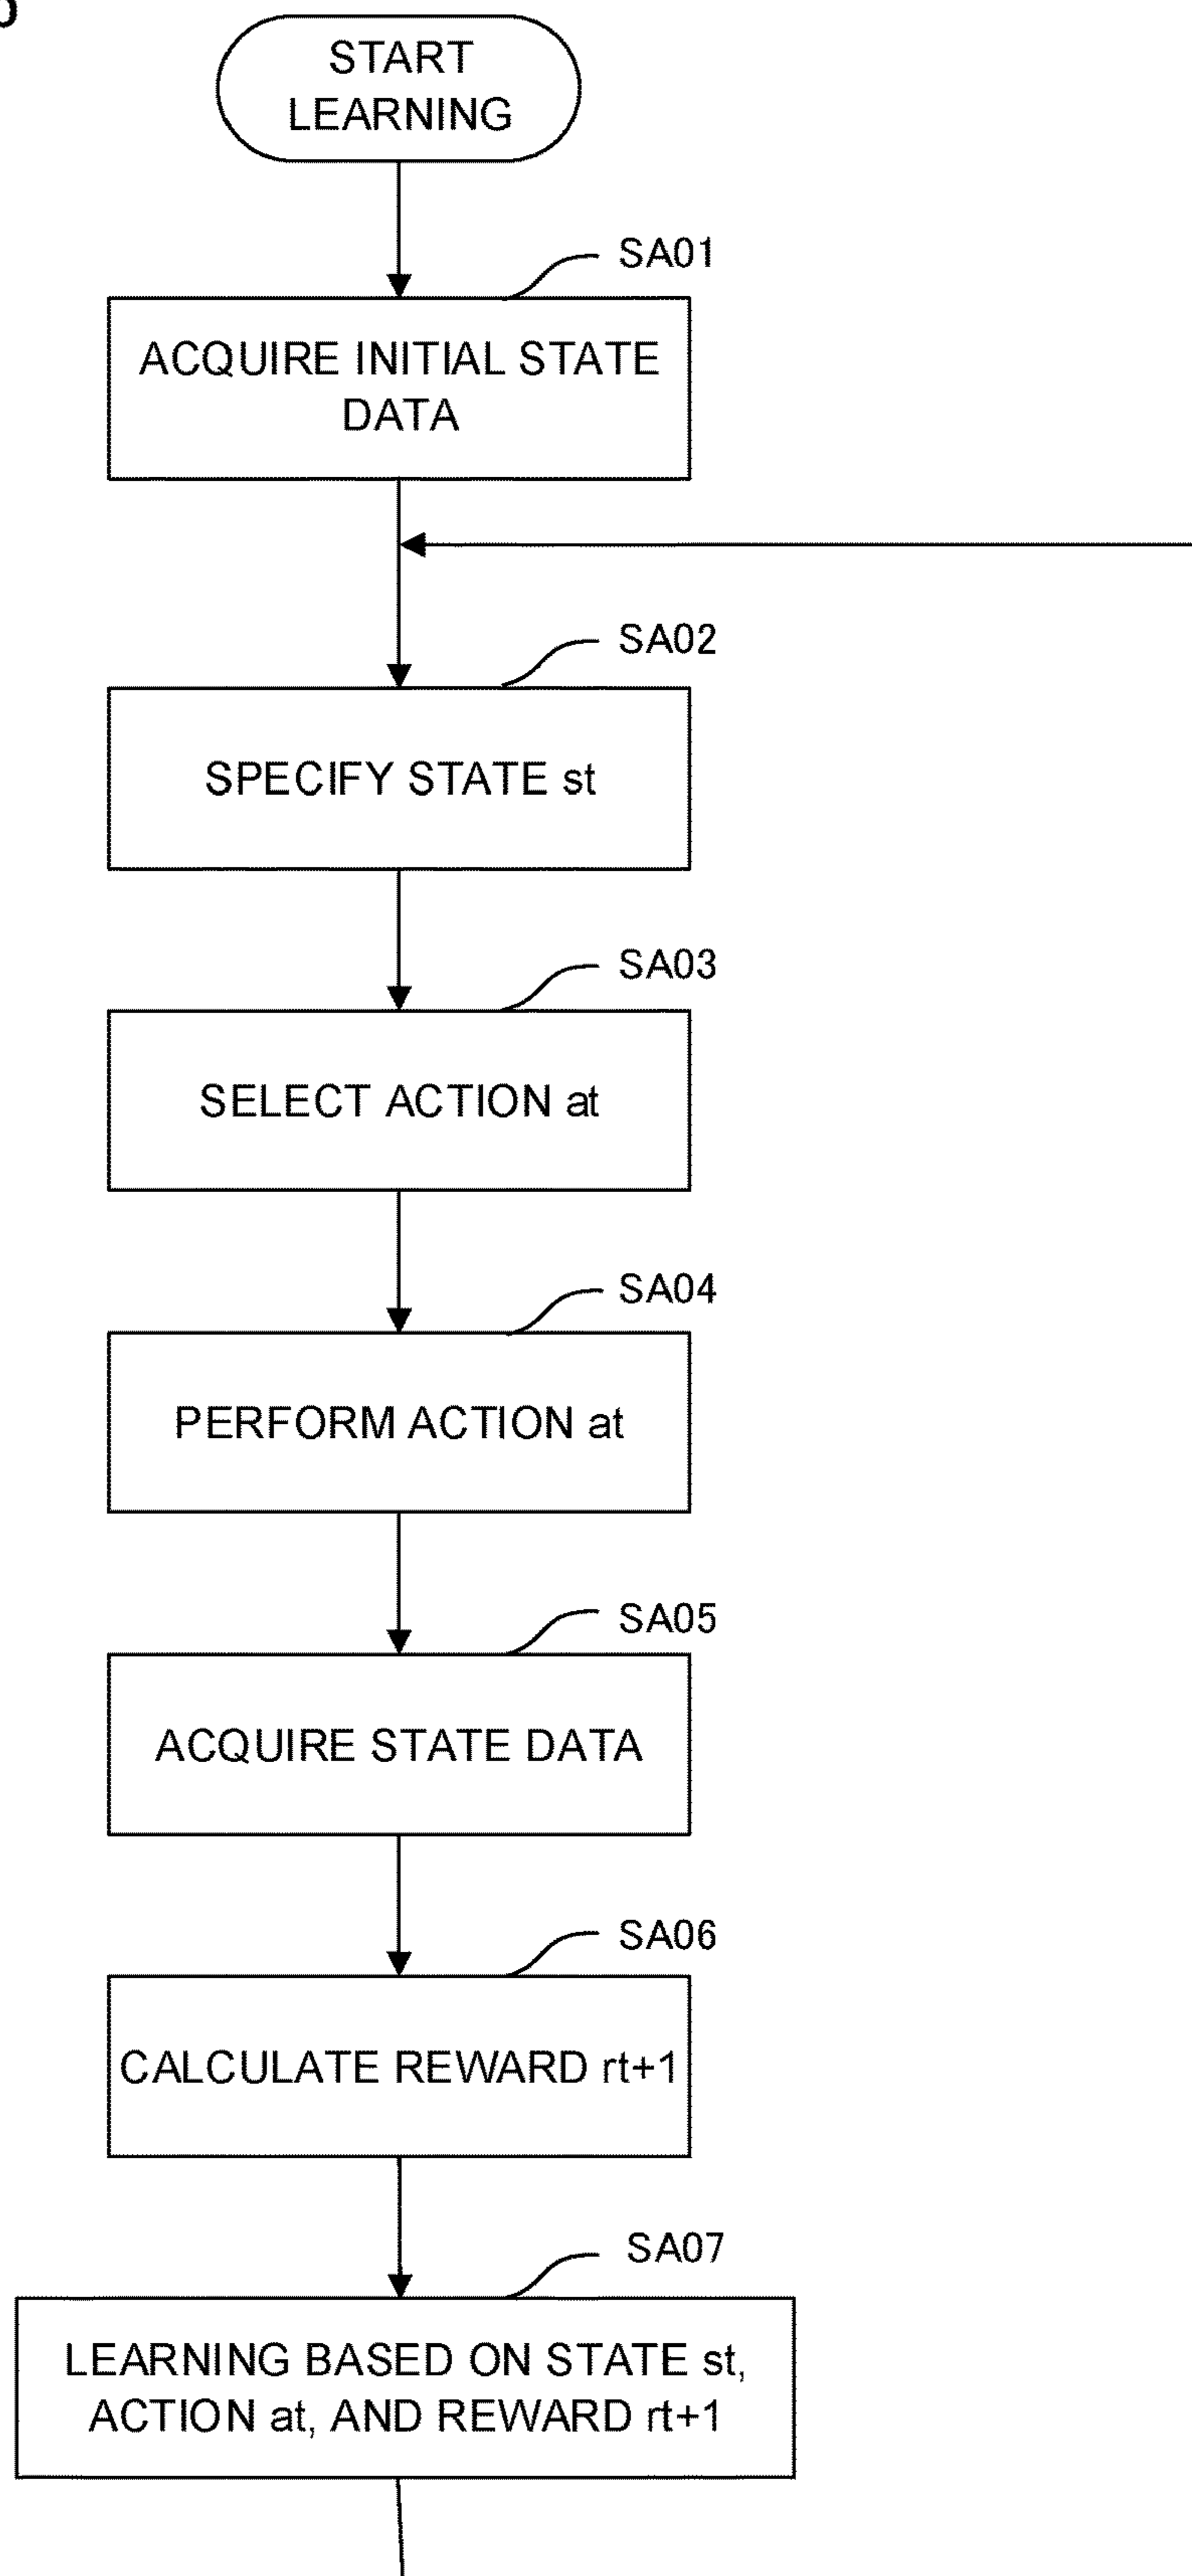 START
LEARNING
SA01
ACQUIRE INITIAL STATE
DATA
SA02
SPECIFY STATE st
SA03
SELECT ACTION at
SA04
PERFORM ACTION at
SA05
ACQUIRE STATE DATA
SA06
CALCULATE REWARD rt+1
SA07
LEARNING BASED ON STATE st,
ACTION at, AND REWARD rt+1